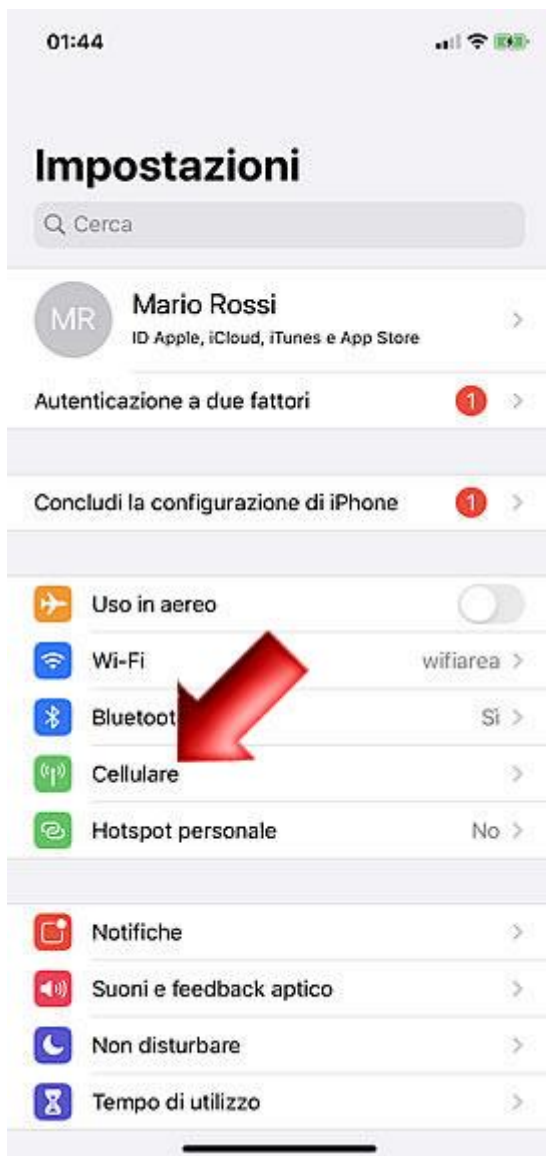 01:44
Impostazioni
Cerca
MR
Mario Rossi
ID Apple, iCloud, iTunes e App Store
Autenticazione a due fattori 1
Concludi la configurazione di iPhone 1
Uso in aereo
Wi-Fi wifiarea
Bluetoot Sì
Cellulare
Hotspot personale No
Notifiche
Suoni e feedback aptico
Non disturbare
Tempo di utilizzo